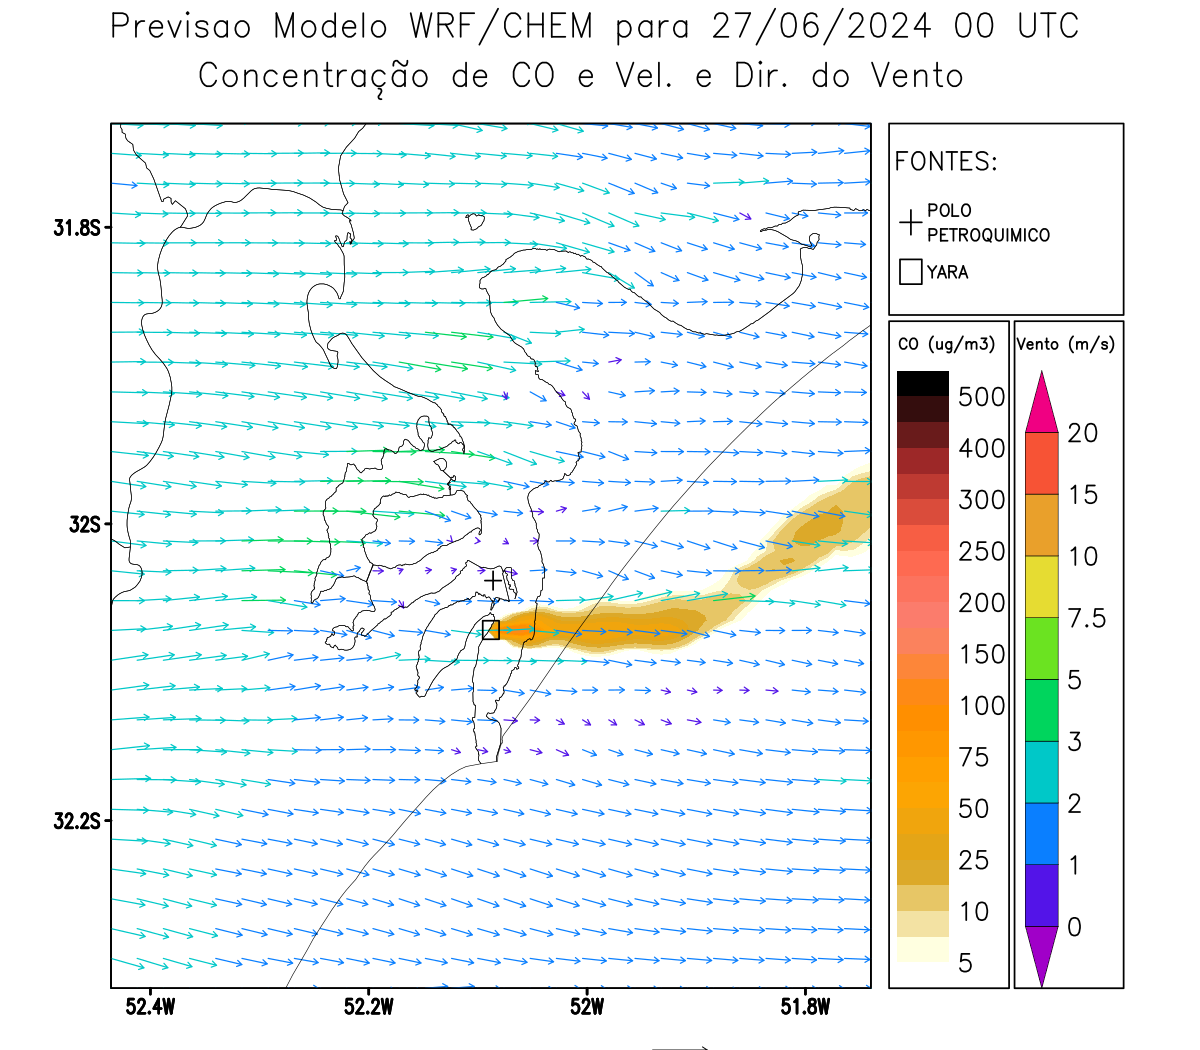 Previsao Modelo WRF/CHEM para 27/06/2024 00 UTC
Concentração de CO e Vel. e Dir. do Vento
FONTES:
POLO
PETROQUIMICO
YARA
31.8S
32S
32.2S
52.4W
52.2W
52W
51.8W
CO (ug/m3)
500
400
300
250
200
150
100
75
50
25
10
5
Vento (m/s)
20
15
10
7.5
5
3
2
1
0